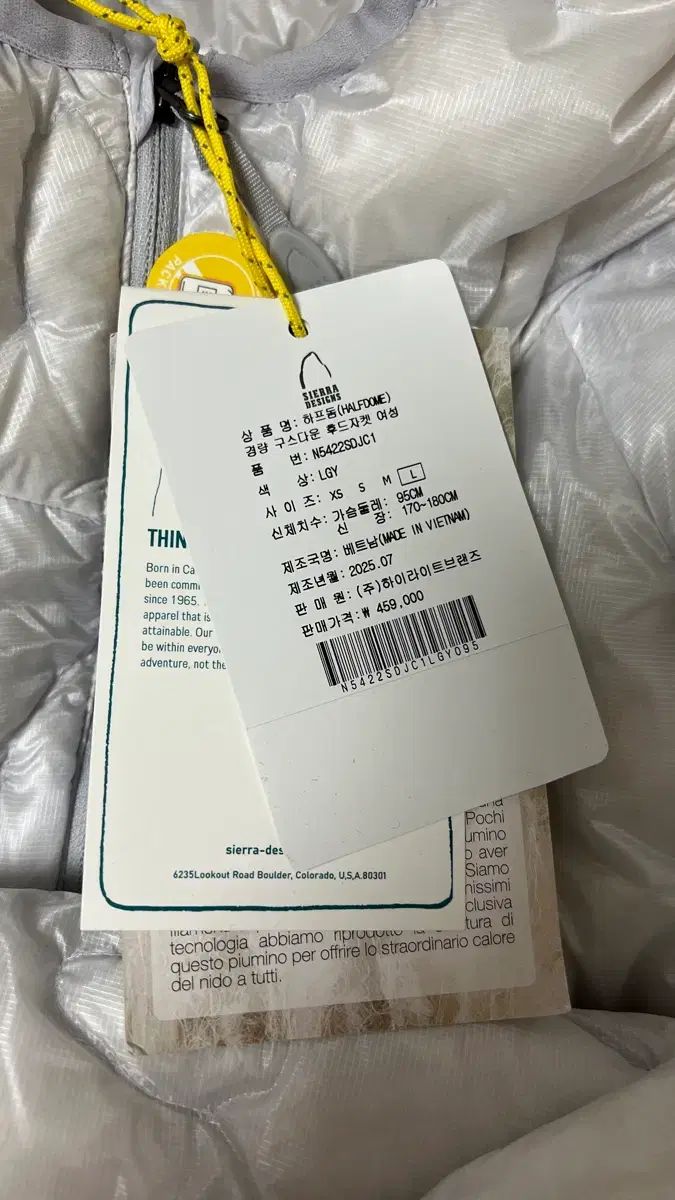 PACK
SIERRA
DESIGNS
상 품 명: 하프돔(HALFDOME)
경량 구스다운 후드자켓 여성
품 번: N5422SDJC1
색 상: LGY
사 이 즈: XS S M L
신체치수: 가슴둘레: 95CM
신 장: 170~180CM
제조국명: 베트남(MADE IN VIETNAM)
제조년월: 2025.07
판 매 원: (주)하이라이트브랜즈
판매가격:₩ 459,000
N5422SDJC1LGY095
THIN
Born in Ca
been comm
since 1965.
apparel that is
attainable. Our
be within everyo
adventure, not the
sierra-des
6235Lookout Road Boulder, Colorado, U,S,A.80301
una
Pochi
umino
o aver
Siamo
nissimi
clusiva
tura di
tecnologia abbiamo riprodotto la
questo piumino per offrire lo straordinario calore
del nido a tutti.